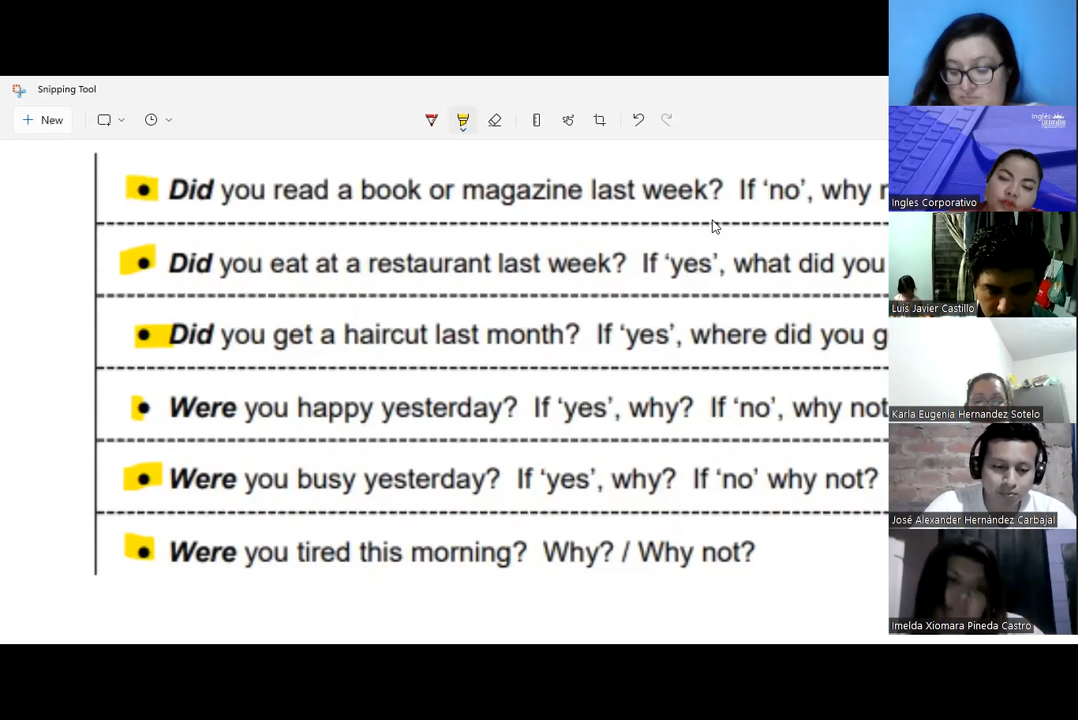 Snipping Tool
New
Did you read a book or magazine last week? If 'no', why
Did you eat at a restaurant last week? If 'yes', what did you
Did you get a haircut last month? If 'yes', where did you g
Were you happy yesterday? If 'yes', why? If 'no', why not
Were you busy yesterday? If 'yes', why? If 'no' why not?
Were you tired this morning? Why? / Why not?
Ingles
Corporativo
Ingles Corporativo
Luis Javier Castillo
Karla Eugenia Hernandez Sotelo
José Alexander Hernández Carbajal
Imelda Xiomara Pineda Castro